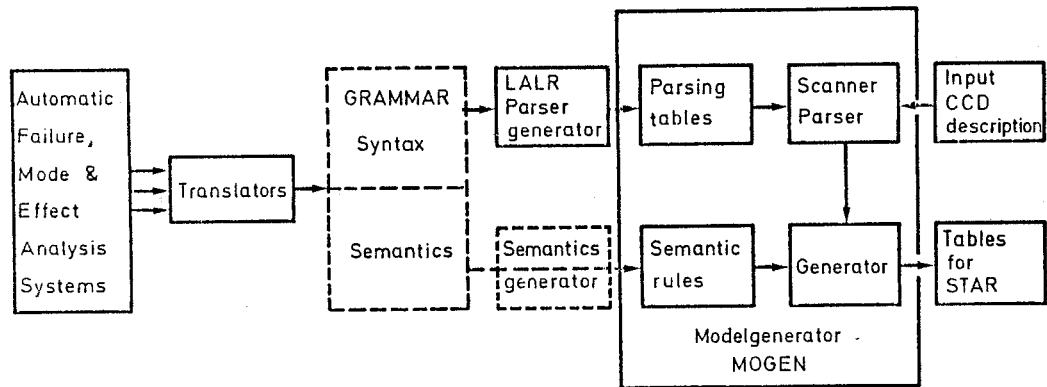 Automatic
Failure,
Mode &
Effect
Analysis
Systems
Translators
GRAMMAR
Syntax
Semantics
LALR
Parser
generator
Semantics
generator
Parsing
tables
Scanner
Parser
Semantic
rules
Generator
Modelgenerator
MOGEN
Input
CCD
description
Tables
for
STAR